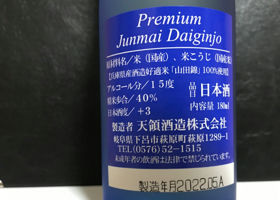 Premium
Junmai Daiginjo
原材料名／米（国産）、米こうじ（国産米）
兵庫県産酒造好適米「山田錦」100%使用
アルコール分／15度
精米歩合／40%
日本酒度／+3
品目 日本酒
内容量 180ml
製造者 天領酒造株式会社
岐阜県下呂市萩原町萩原1289-1
TEL(0576)52-1515
未成年者の飲酒は法律で禁じられています。
製造年月2022.05A